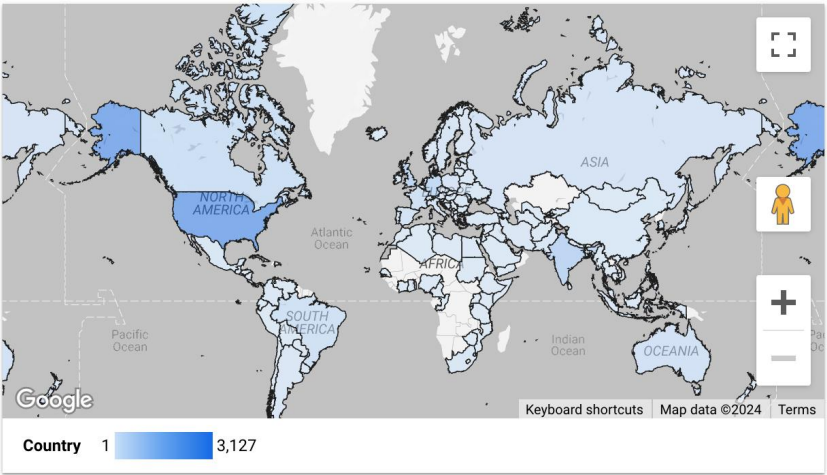 ASIA
NORTH
AMERICA
Atlantic
Ocean
AFRICA
SOUTH
AMERICA
Pacific
Ocean
Indian
Ocean
OCEANIA
Google
Keyboard shortcuts
Map data ©2024
Terms
Country 1 3,127